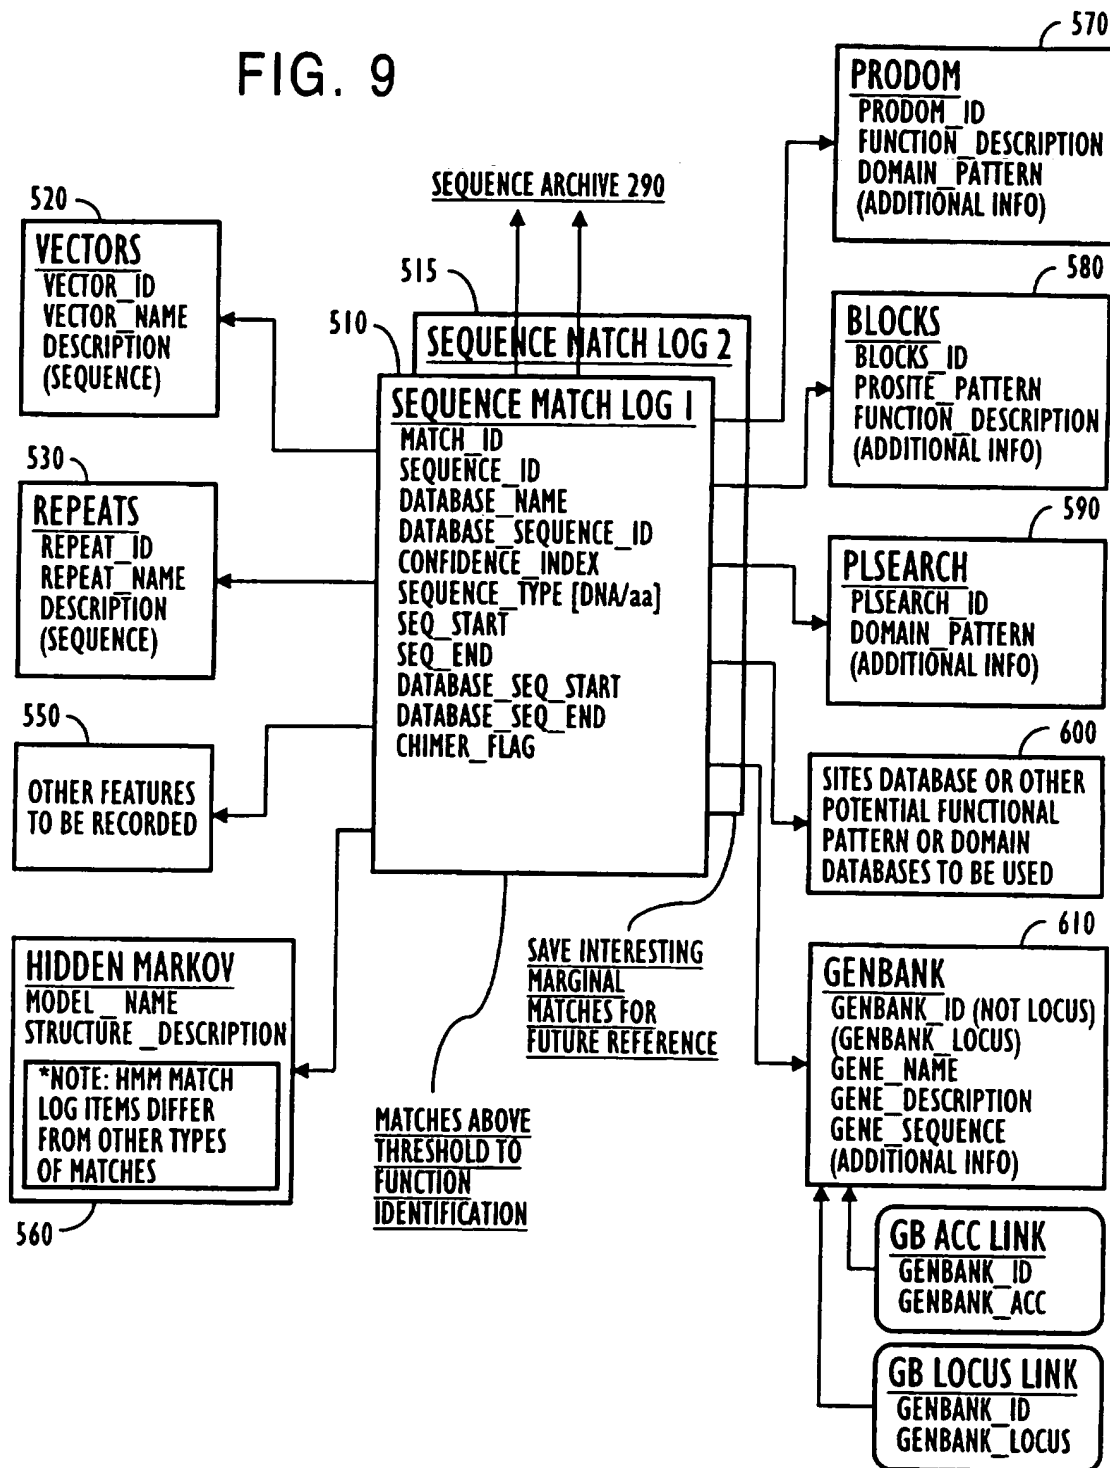 FIG. 9
570
PRODOM
PRODOM_ID
FUNCTION_DESCRIPTION
DOMAIN_PATTERN
(ADDITIONAL INFO)
SEQUENCE ARCHIVE 290
520
VECTORS
VECTOR_ID
VECTOR_NAME
DESCRIPTION
(SEQUENCE)
515
SEQUENCE MATCH LOG 2
510
SEQUENCE MATCH LOG 1
MATCH_ID
SEQUENCE_ID
DATABASE_NAME
DATABASE_SEQUENCE_ID
CONFIDENCE_INDEX
SEQUENCE_TYPE [DNA/aa]
SEQ_START
SEQ_END
DATABASE_SEQ_START
DATABASE_SEQ_END
CHIMER_FLAG
580
BLOCKS
BLOCKS_ID
PROSITE_PATTERN
FUNCTION_DESCRIPTION
(ADDITIONAL INFO)
530
REPEATS
REPEAT_ID
REPEAT_NAME
DESCRIPTION
(SEQUENCE)
590
PLSEARCH
PLSEARCH_ID
DOMAIN_PATTERN
(ADDITIONAL INFO)
550
OTHER FEATURES
TO BE RECORDED
600
SITES DATABASE OR OTHER
POTENTIAL FUNCTIONAL
PATTERN OR DOMAIN
DATABASES TO BE USED
HIDDEN MARKOV
MODEL_NAME
STRUCTURE_DESCRIPTION
*NOTE: HMM MATCH
LOG ITEMS DIFFER
FROM OTHER TYPES
OF MATCHES
560
MATCHES ABOVE
THRESHOLD TO
FUNCTION
IDENTIFICATION
SAVE INTERESTING
MARGINAL
MATCHES FOR
FUTURE REFERENCE
610
GENBANK
GENBANK_ID (NOT LOCUS)
(GENBANK_LOCUS)
GENE_NAME
GENE_DESCRIPTION
GENE_SEQUENCE
(ADDITIONAL INFO)
GB ACC LINK
GENBANK_ID
GENBANK_ACC
GB LOCUS LINK
GENBANK_ID
GENBANK_LOCUS